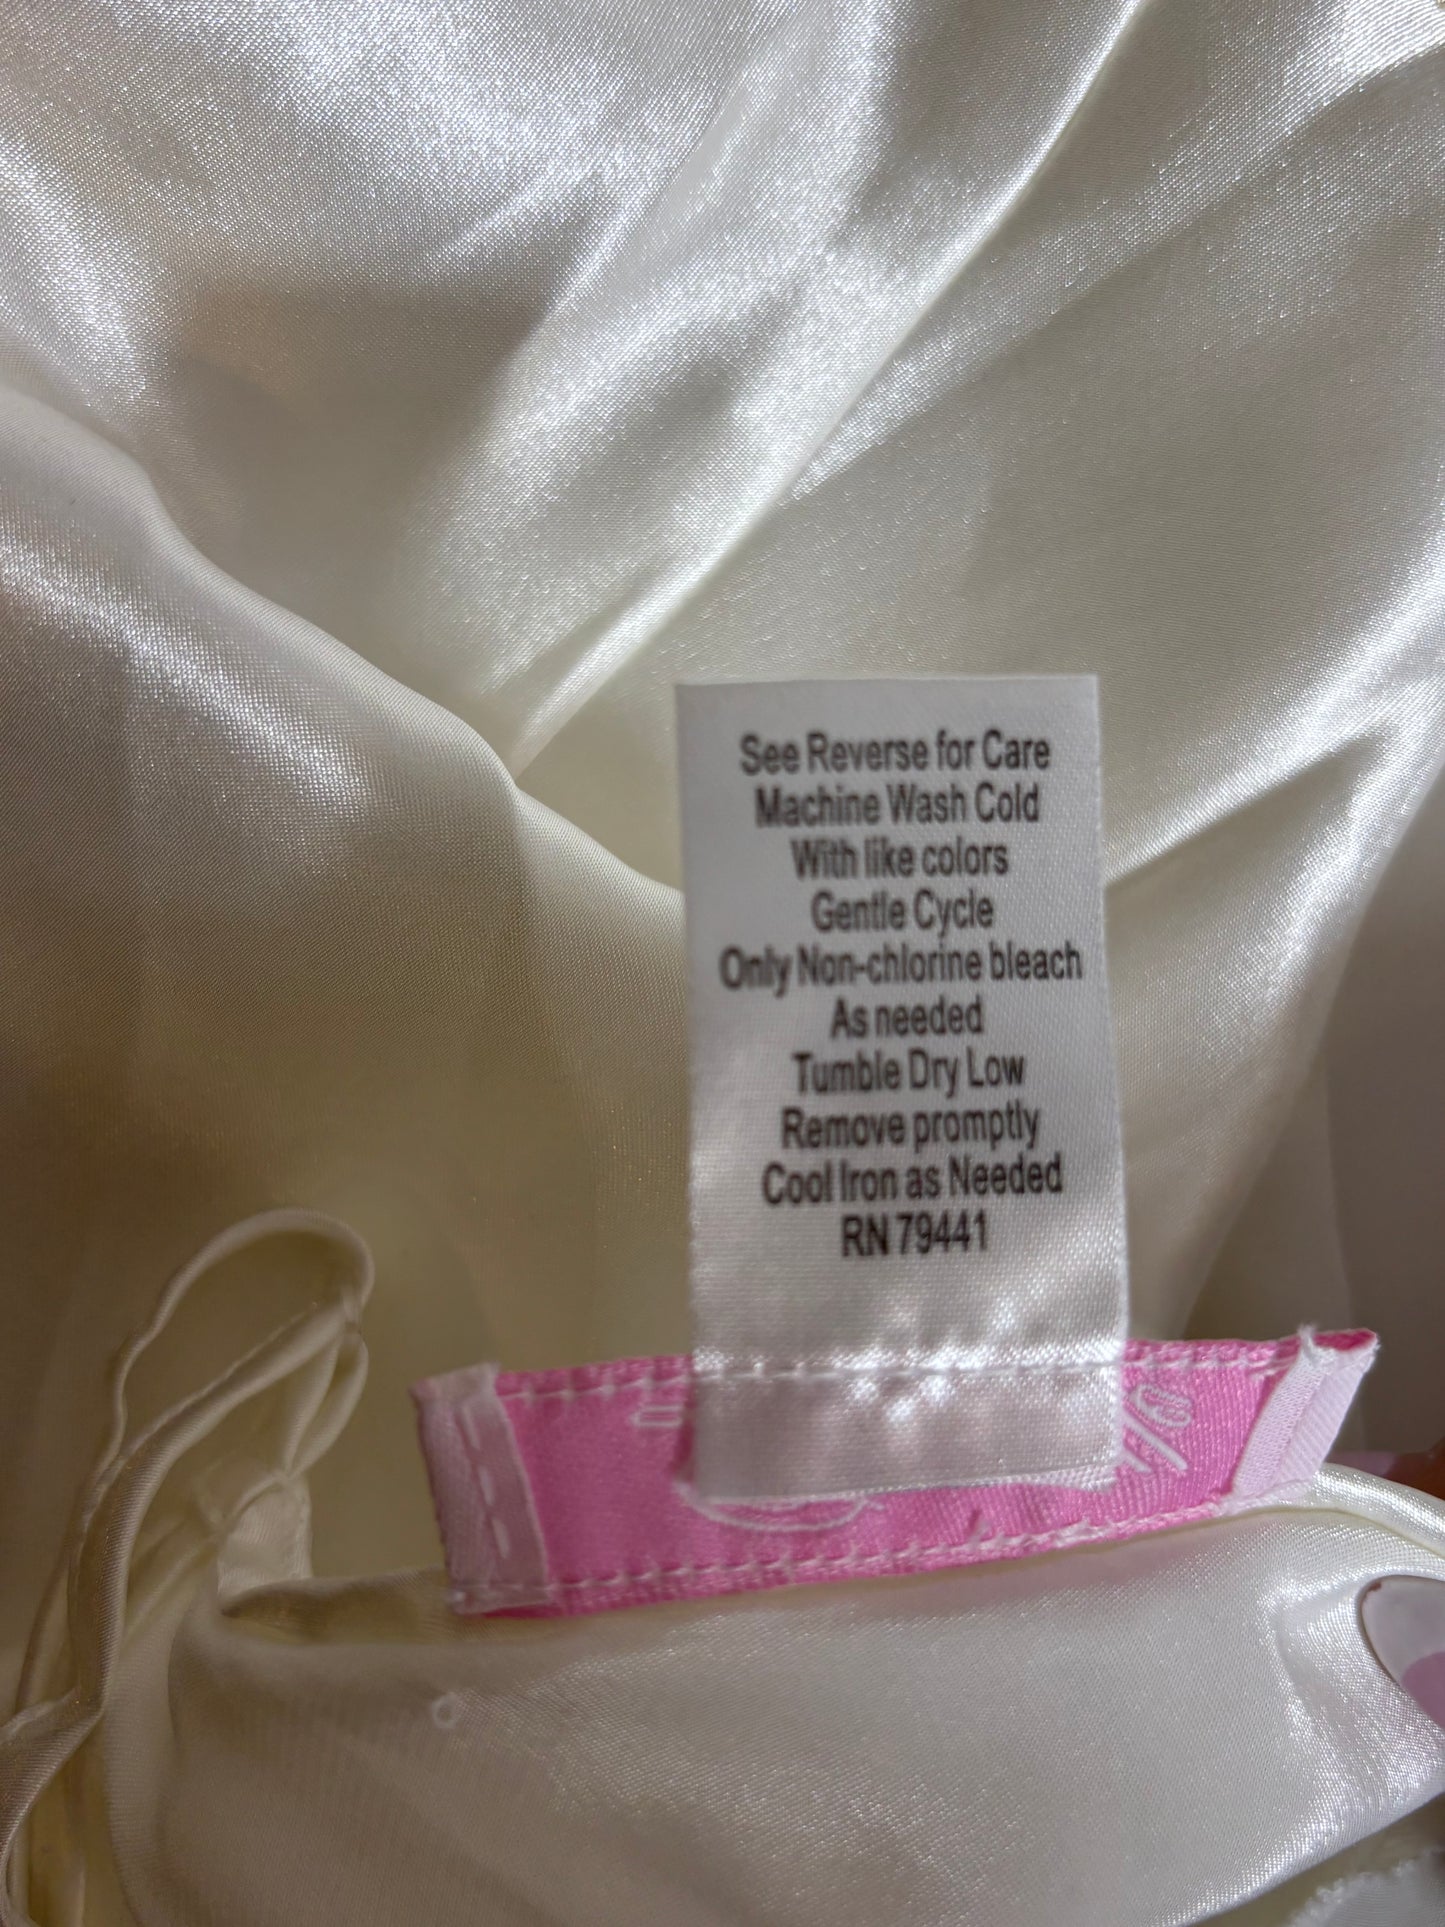 See Reverse for Care
Machine Wash Cold
With like colors
Gentle Cycle
Only Non-chlorine bleach
As needed
Tumble Dry Low
Remove promptly
Cool Iron as Needed
RN 79441